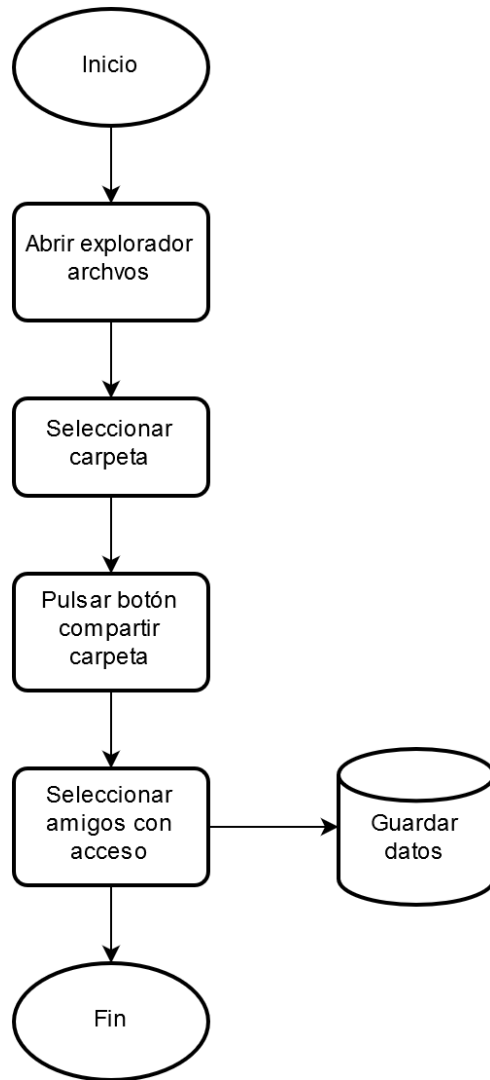 Inicio
Abrir explorador
archvos
Seleccionar
carpeta
Pulsar botón
compartir
carpeta
Seleccionar
amigos con
acceso
Guardar
datos
Fin